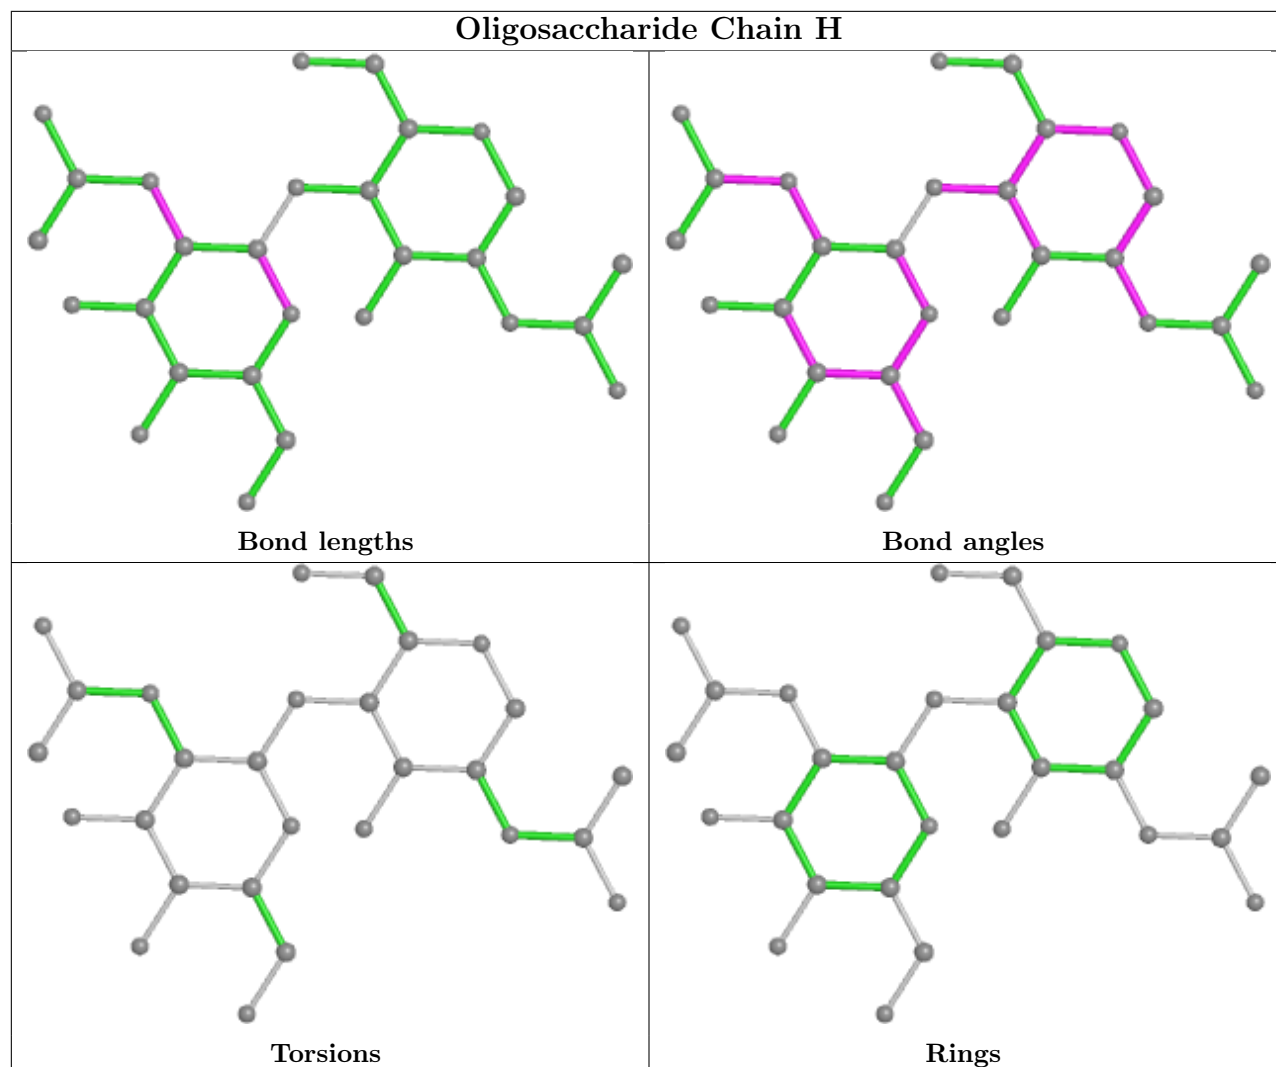 Oligosaccharide Chain H
Bond lengths
Bond angles
Torsions
Rings